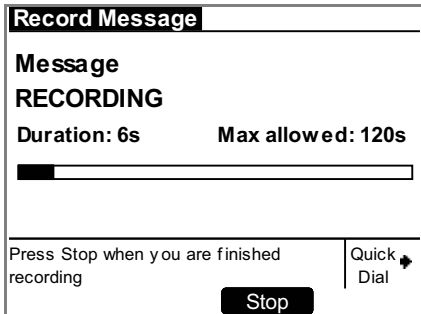 Record Message
Message
RECORDING
Duration: 6s Max allowed: 120s
Press Stop when you are finished
recording
Quick
Dial
Stop